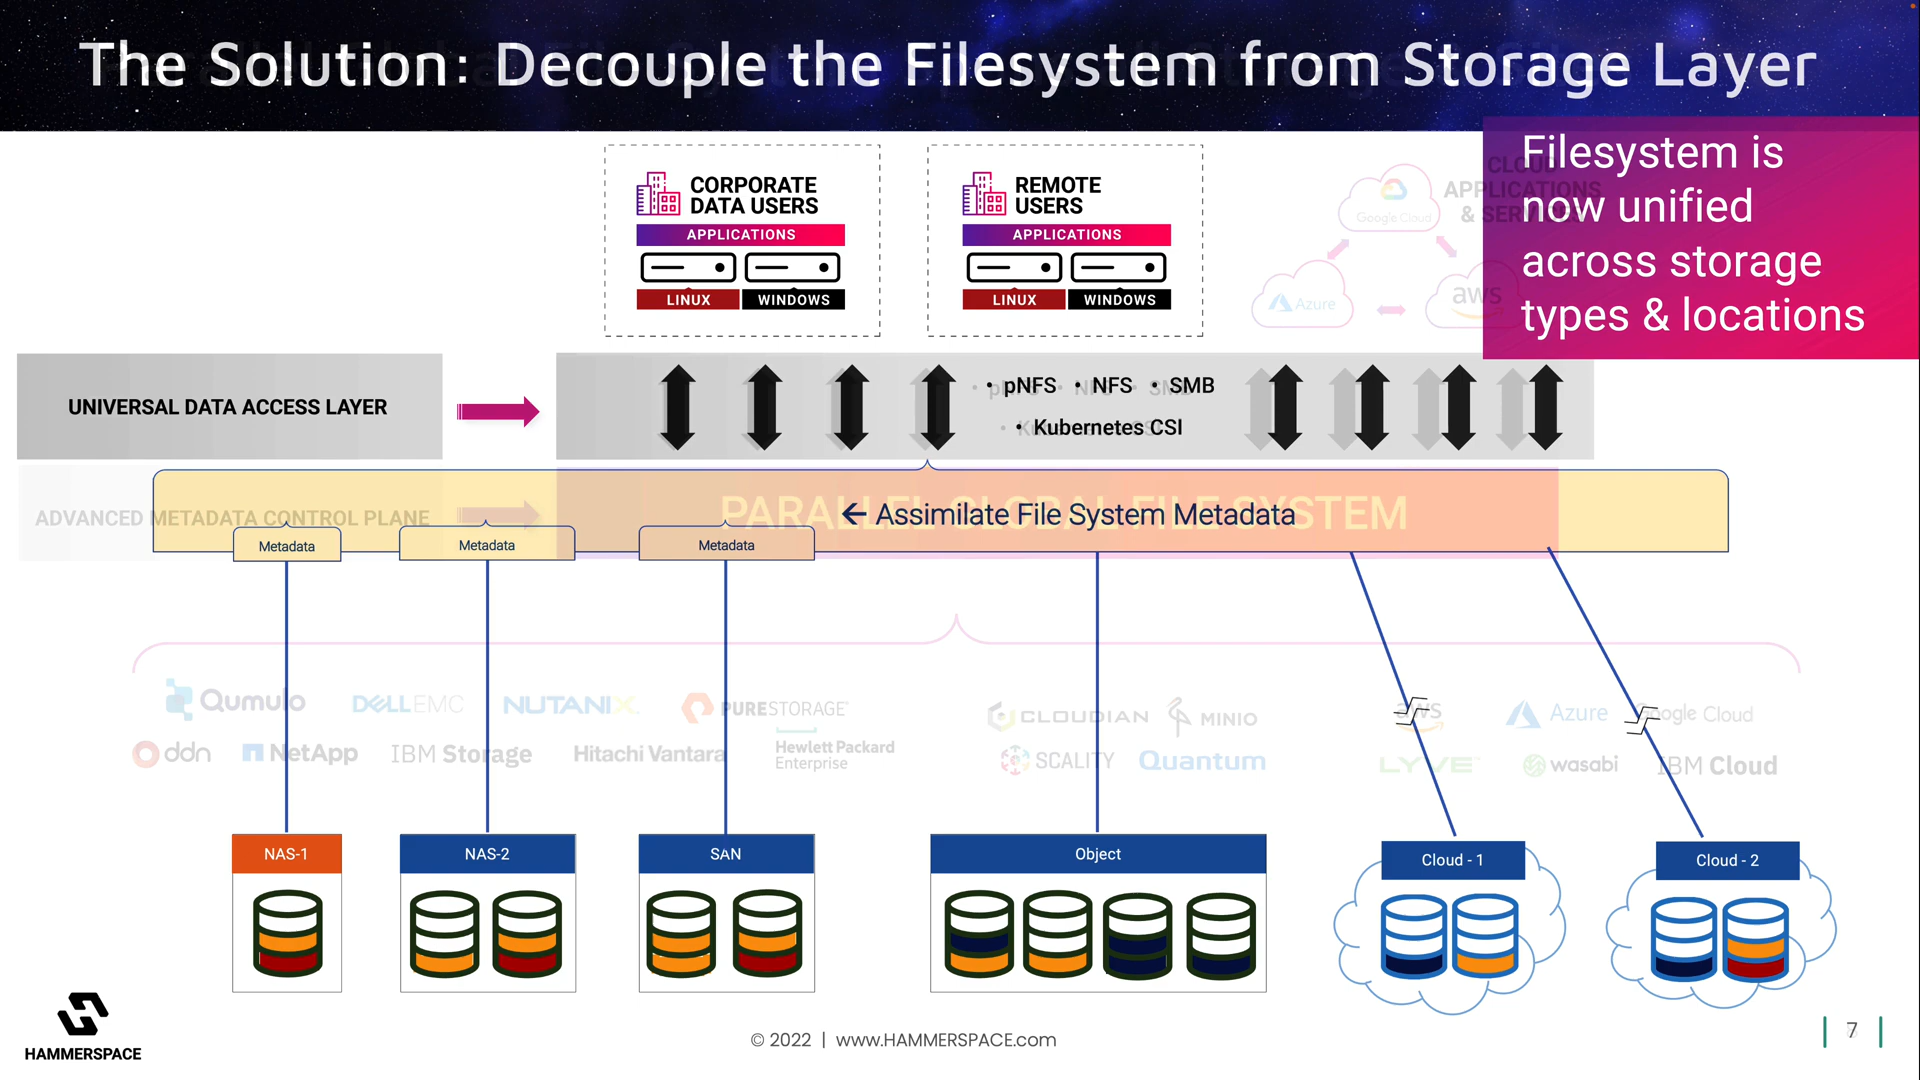 The Solution: Decouple the Filesystem from Storage Layer
Filesystem is
now unified
across storage
types & locations
CORPORATE
DATA USERS
APPLICATIONS
LINUX
WINDOWS
REMOTE
USERS
APPLICATIONS
LINUX
WINDOWS
CLOUD
APPLICATIONS
& SERVICES
Google Cloud
Azure
aws
UNIVERSAL DATA ACCESS LAYER
• pNFS • NFS • SMB
• Kubernetes CSI
ADVANCED METADATA CONTROL PLANE
PARALLEL GLOBAL FILE SYSTEM
← Assimilate File System Metadata
Metadata
Metadata
Metadata
Qumulo
DELLEMC
NUTANIX
PURESTORAGE
CLOUDIAN
MINIO
aws
Azure
Google Cloud
ddn
NetApp
IBM Storage
Hitachi Vantara
Hewlett Packard
Enterprise
SCALITY
Quantum
LYVE
wasabi
IBM Cloud
NAS-1
NAS-2
SAN
Object
Cloud - 1
Cloud - 2
HAMMERSPACE
© 2022 | www.HAMMERSPACE.com
7